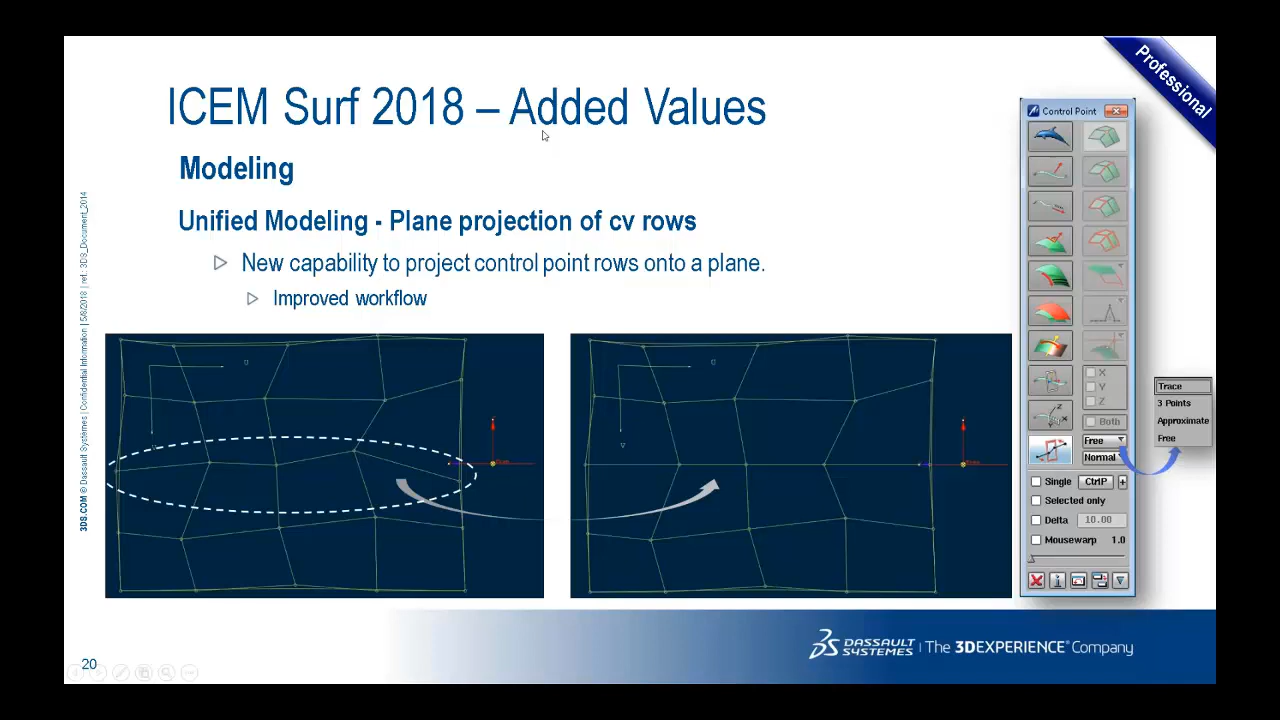 Professional
ICEM Surf 2018 – Added Values
Modeling
Unified Modeling - Plane projection of cv rows
New capability to project control point rows onto a plane.
Improved workflow
3DS.COM © Dassault Systèmes | Confidential Information | 5/8/2018 | ref.: 3DS_Document_2014
U
U
Control Point
X
Y
Z
Both
Free
Normal
Single CtrlP +
Selected only
Delta 10.00
Mousewarp 1.0
Trace
3 Points
Approximate
Free
DASSAULT SYSTEMES | The 3DEXPERIENCE® Company
20